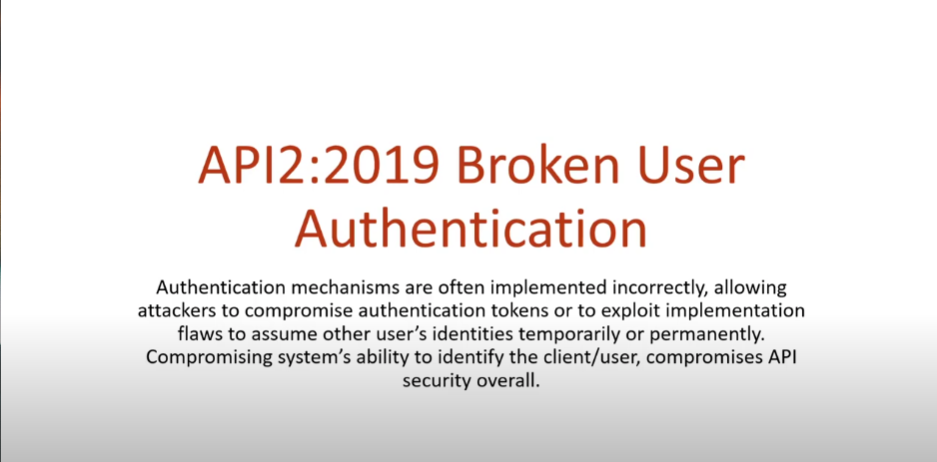 API2:2019 Broken User
Authentication
Authentication mechanisms are often implemented incorrectly, allowing
attackers to compromise authentication tokens or to exploit implementation
flaws to assume other user's identities temporarily or permanently.
Compromising system's ability to identify the client/user, compromises API
security overall.